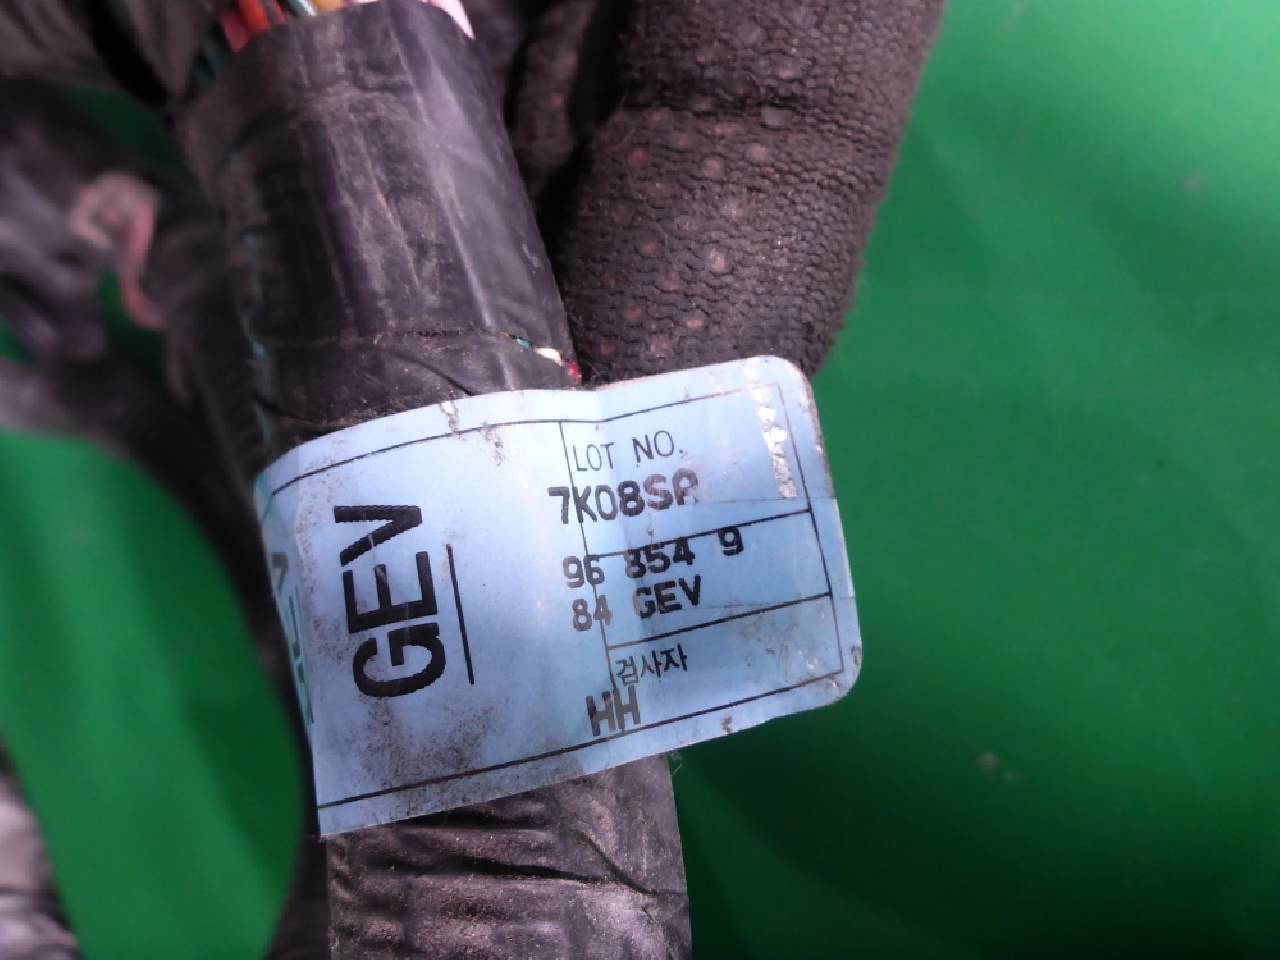 GEV
LOT NO.
7K08SP
96 854 9
84 GEV
검사자
HH